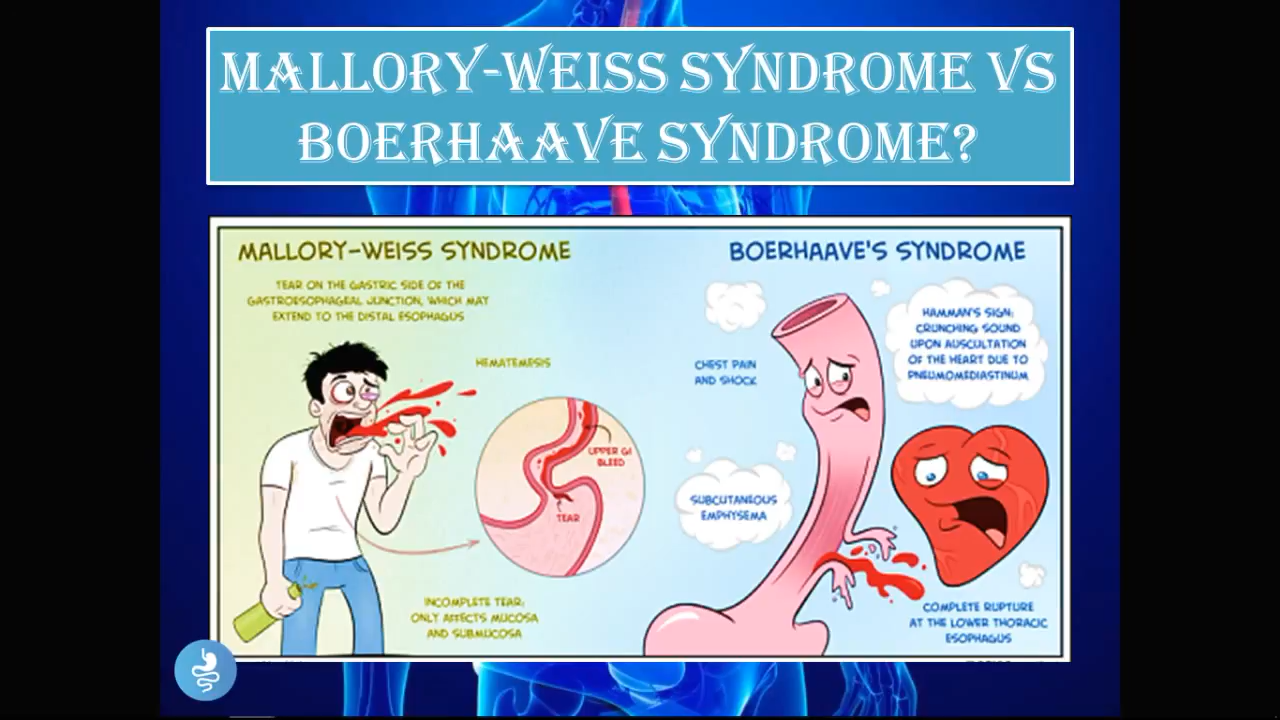 MALLORY-WEISS SYNDROME VS
BOERHAAVE SYNDROME?
MALLORY-WEISS SYNDROME
TEAR ON THE GASTRIC SIDE OF THE
GASTROESOPHAGEAL JUNCTION, WHICH MAY
EXTEND TO THE DISTAL ESOPHAGUS
HEMATEMESIS
UPPER GI
BLEED
TEAR
INCOMPLETE TEAR;
ONLY AFFECTS MUCOSA
AND SUBMUCOSA
BOERHAAVE'S SYNDROME
HAMMAN'S SIGN:
CRUNCHING SOUND
UPON AUSCULTATION
OF THE HEART DUE TO
PNEUMOMEDIASTINUM
CHEST PAIN
AND SHOCK
SUBCUTANEOUS
EMPHYSEMA
COMPLETE RUPTURE
AT THE LOWER THORACIC
ESOPHAGUS